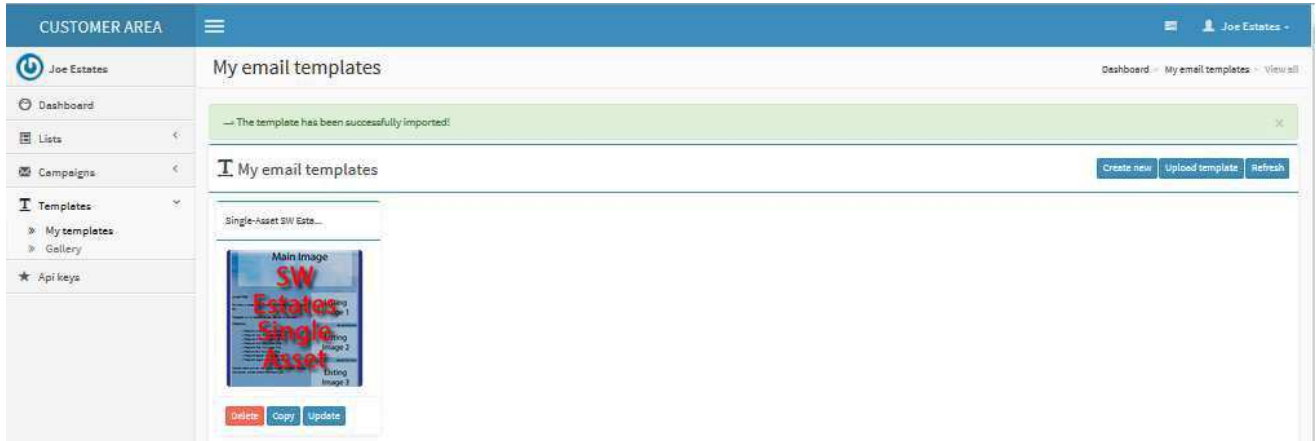 CUSTOMER AREA
Joe Estates
Joe Estates
My email templates
Dashboard
My email templates
View all
Dashboard
Lists
Campaigns
Templates
My templates
Gallery
Api keys
The template has been successfully imported!
My email templates
Create new
Upload template
Refresh
Single-Asset SW Esta...
Main Image
SW
Estates
Single
Asset
Image 2
Listing
Image 3
Delete
Copy
Update